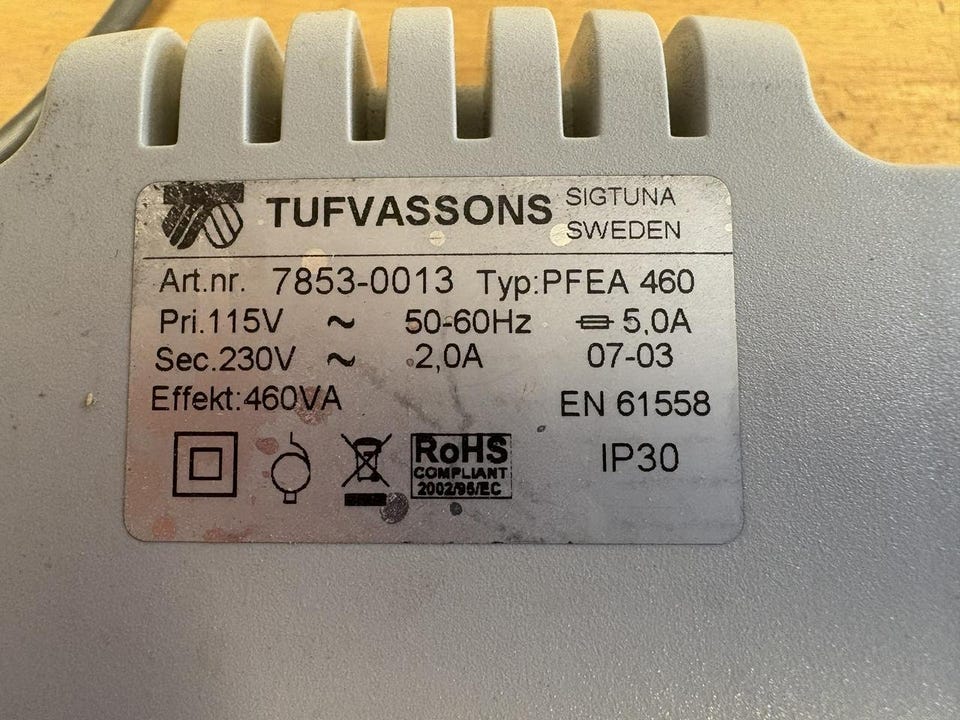 TUFVASSONS SIGTUNA
SWEDEN
Art.nr. 7853-0013 Typ:PFEA 460
Pri.115V ~ 50-60Hz 5,0A
Sec.230V ~ 2,0A 07-03
Effekt:460VA EN 61558
RoHS
COMPLIANT
2002/95/EC
IP30